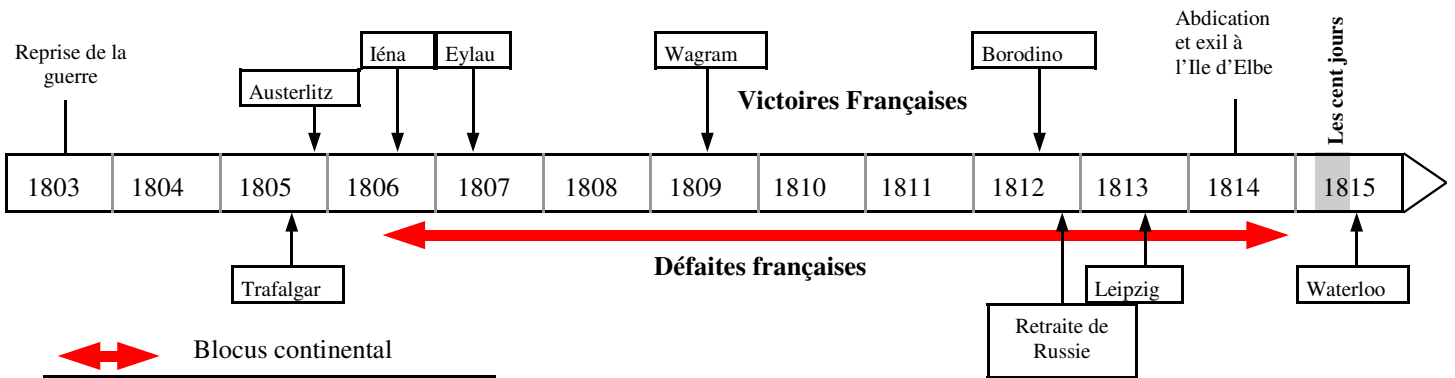 Reprise de la
guerre
Austerlitz
Iéna
Eylau
Wagram
Borodino
Abdication
et exil à
l'Ile d'Elbe
Les cent jours
Victoires Françaises
1803 1804 1805 1806 1807 1808 1809 1810 1811 1812 1813 1814 1815
Défaites françaises
Trafalgar
Leipzig
Waterloo
Retraite de
Russie
Blocus continental